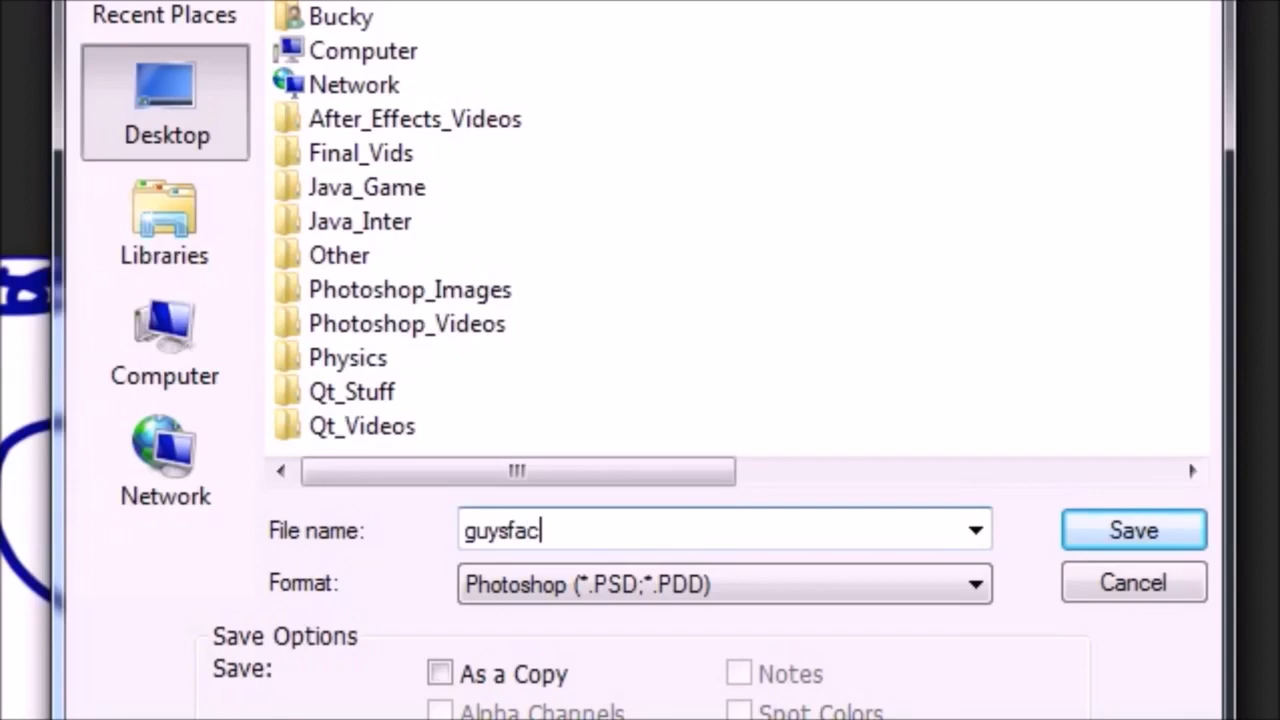 Recent Places
Desktop
Libraries
Computer
Network
Bucky
Computer
Network
After_Effects_Videos
Final_Vids
Java_Game
Java_Inter
Other
Photoshop_Images
Photoshop_Videos
Physics
Qt_Stuff
Qt_Videos
File name: guysfac Save
Format: Photoshop (*.PSD;*.PDD) Cancel
Save Options
Save: As a Copy Notes
Alpha Channels Spot Colors